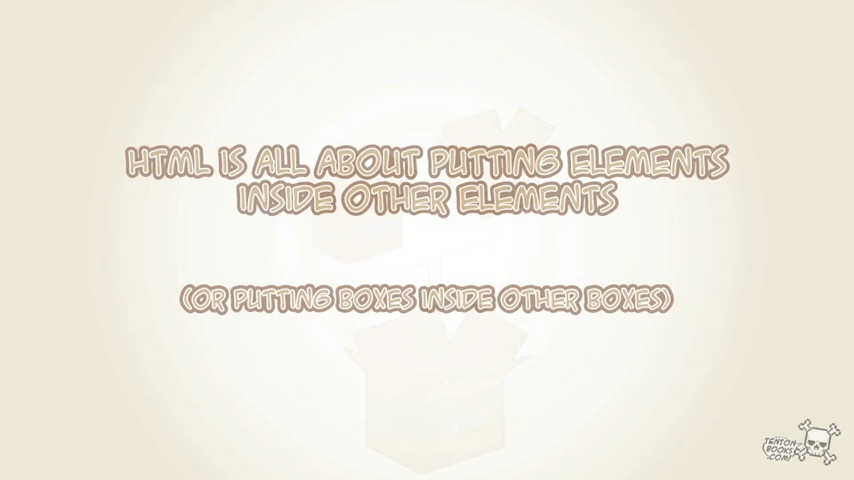 HTML IS ALL ABOUT PUTTING ELEMENTS
INSIDE OTHER ELEMENTS
(OR PUTTING BOXES INSIDE OTHER BOXES)
TENTON
BOOKS
.COM!